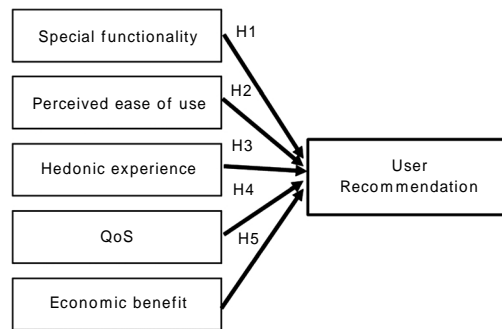 Special functionality
H1
Perceived ease of use
H2
Hedonic experience
H3
User
Recommendation
H4
QoS
H5
Economic benefit